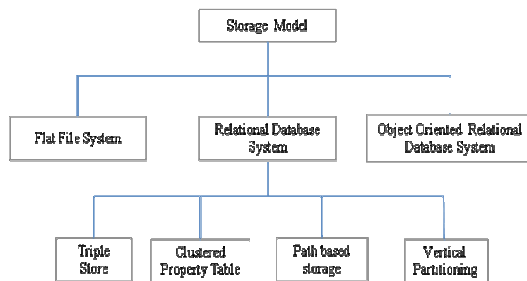 Storage Model
Flat File System
Relational Database
System
Object Oriented Relational
Database System
Triple
Store
Clustered
Property Table
Path based
storage
Vertical
Partitioning